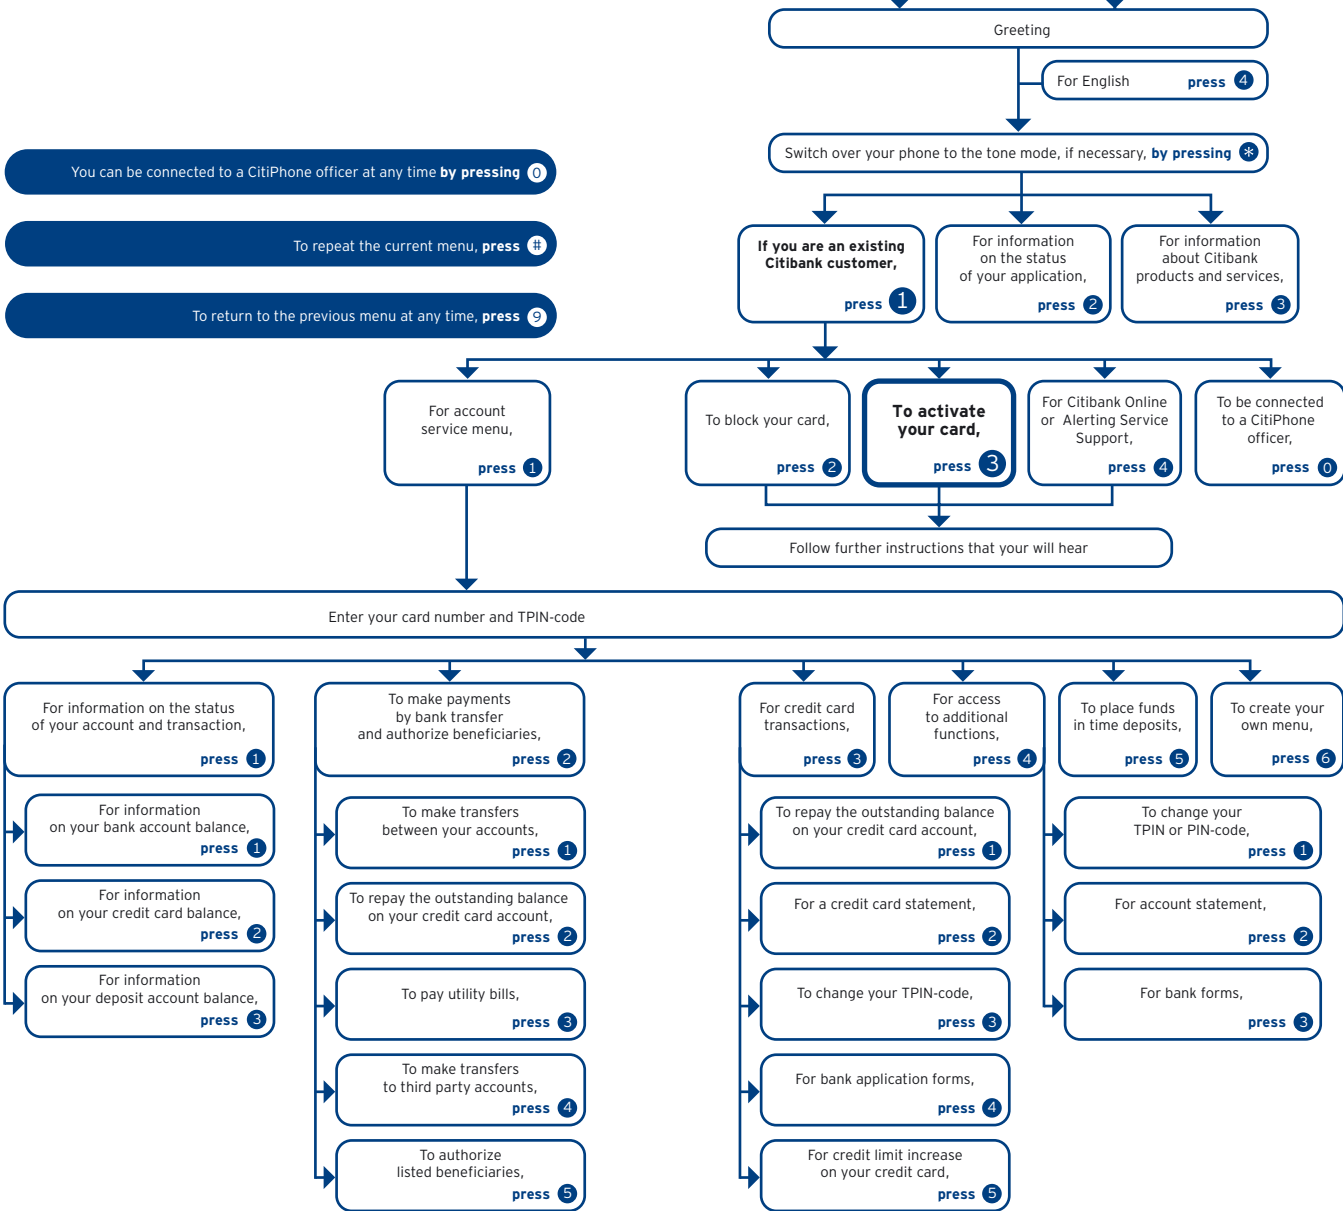 Greeting
For English press 4
Switch over your phone to the tone mode, if necessary, by pressing *
You can be connected to a CitiPhone officer at any time by pressing 0
To repeat the current menu, press #
To return to the previous menu at any time, press 9
If you are an existing
Citibank customer,
press 1
For information
on the status
of your application,
press 2
For information
about Citibank
products and services,
press 3
For account
service menu,
press 1
To block your card,
press 2
To activate
your card,
press 3
For Citibank Online
or Alerting Service
Support,
press 4
To be connected
to a CitiPhone
officer,
press 0
Follow further instructions that your will hear
Enter your card number and TPIN-code
For information on the status
of your account and transaction,
press 1
For information
on your bank account balance,
press 1
For information
on your credit card balance,
press 2
For information
on your deposit account balance,
press 3
To make payments
by bank transfer
and authorize beneficiaries,
press 2
To make transfers
between your accounts,
press 1
To repay the outstanding balance
on your credit card account,
press 2
To pay utility bills,
press 3
To make transfers
to third party accounts,
press 4
To authorize
listed beneficiaries,
press 5
For credit card
transactions,
press 3
To repay the outstanding balance
on your credit card account,
press 1
For a credit card statement,
press 2
To change your TPIN-code,
press 3
For bank application forms,
press 4
For credit limit increase
on your credit card,
press 5
For access
to additional
functions,
press 4
To change your
TPIN or PIN-code,
press 1
For account statement,
press 2
For bank forms,
press 3
To place funds
in time deposits,
press 5
To create your
own menu,
press 6